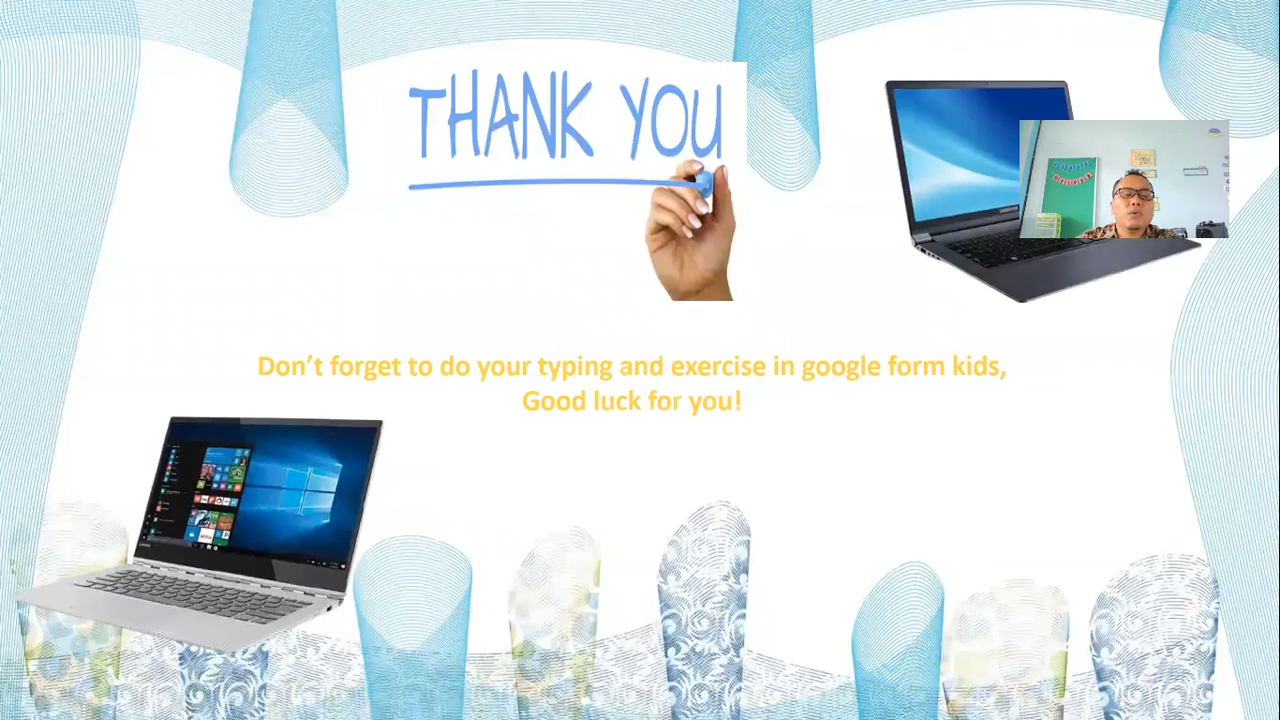 THANK YOU
Don't forget to do your typing and exercise in google form kids,
Good luck for you!